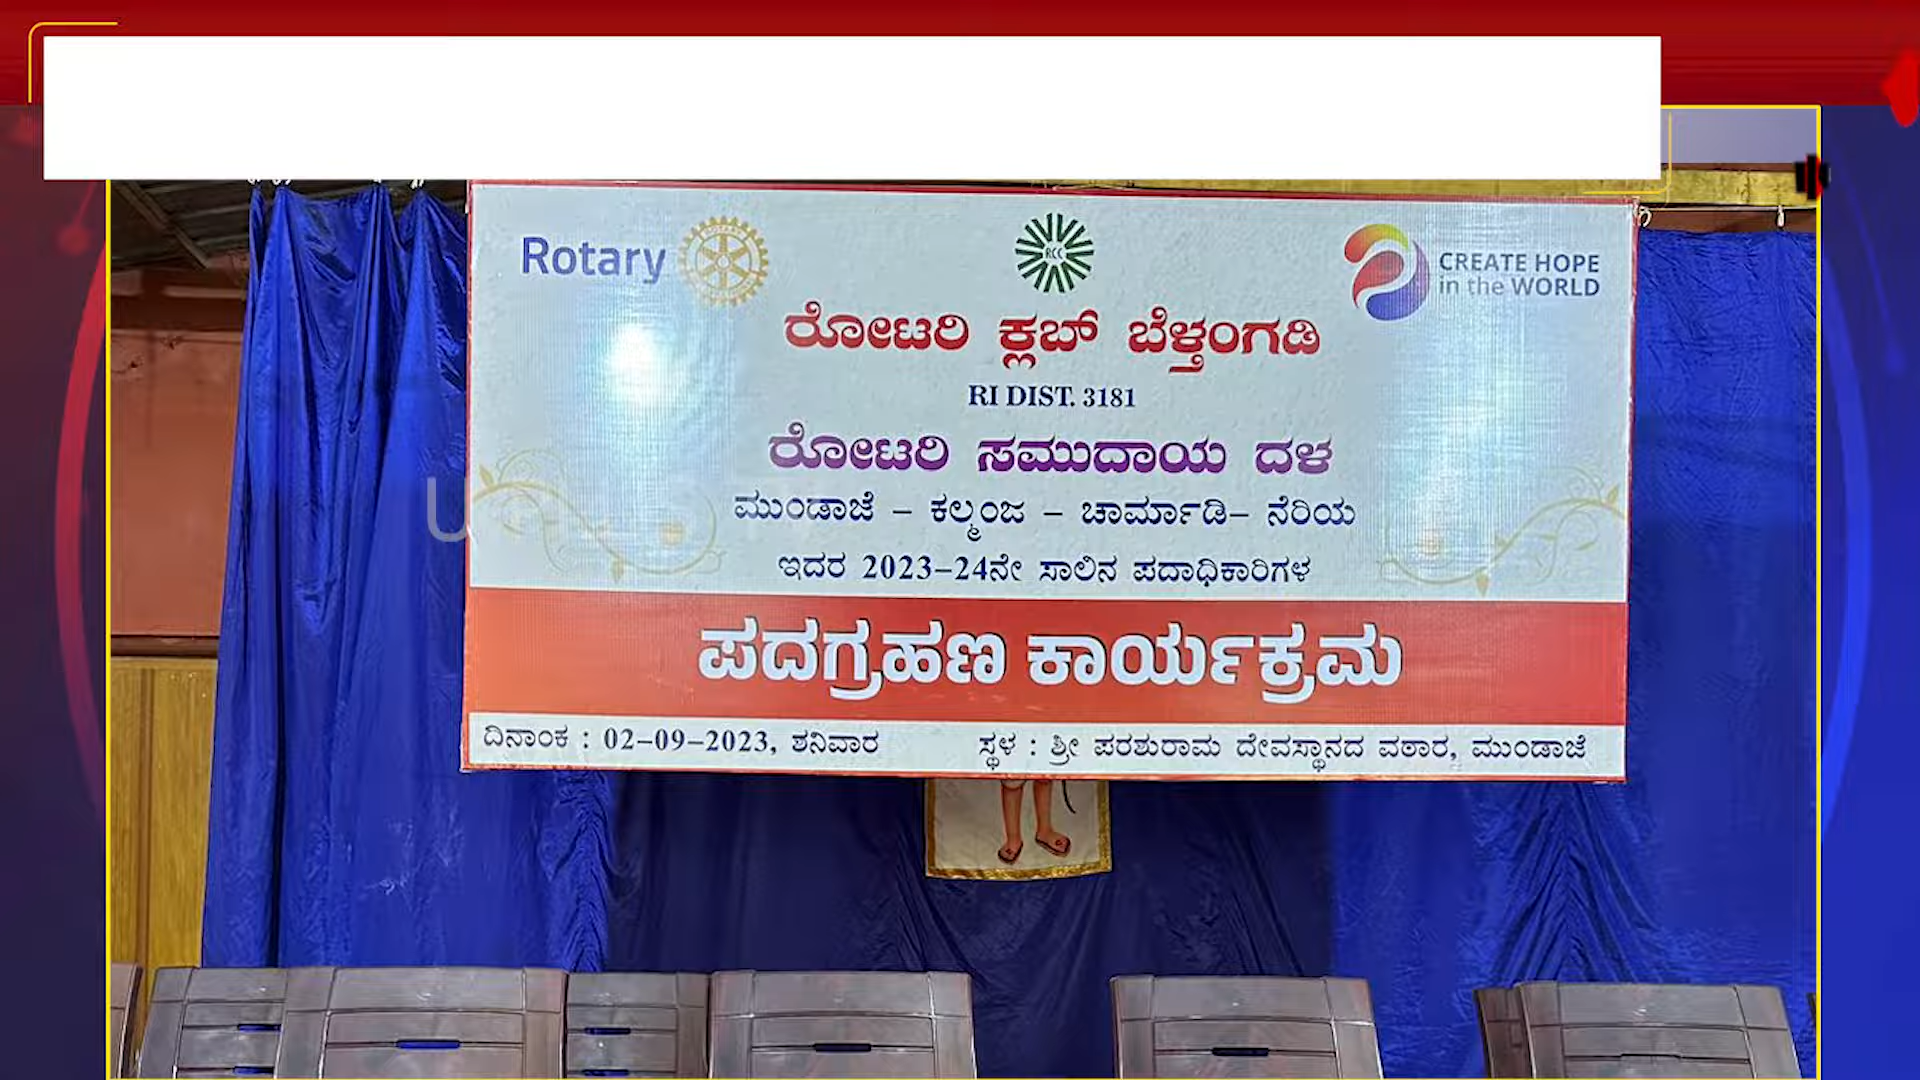 Rotary
RCC
CREATE HOPE
in the WORLD
ರೋಟರಿ ಕ್ಲಬ್ ಬೆಳ್ತಂಗಡಿ
RI DIST. 3181
ರೋಟರಿ ಸಮುದಾಯ ದಳ
ಮುಂಡಾಜೆ – ಕಲ್ಮಂಜ – ಚಾರ್ಮಾಡಿ– ನೆರಿಯ
ಇದರ 2023–24ನೇ ಸಾಲಿನ ಪದಾಧಿಕಾರಿಗಳ
ಪದಗ್ರಹಣ ಕಾರ್ಯಕ್ರಮ
ದಿನಾಂಕ : 02–09–2023, ಶನಿವಾರ
ಸ್ಥಳ : ಶ್ರೀ ಪರಶುರಾಮ ದೇವಸ್ಥಾನದ ವಠಾರ, ಮುಂಡಾಜೆ